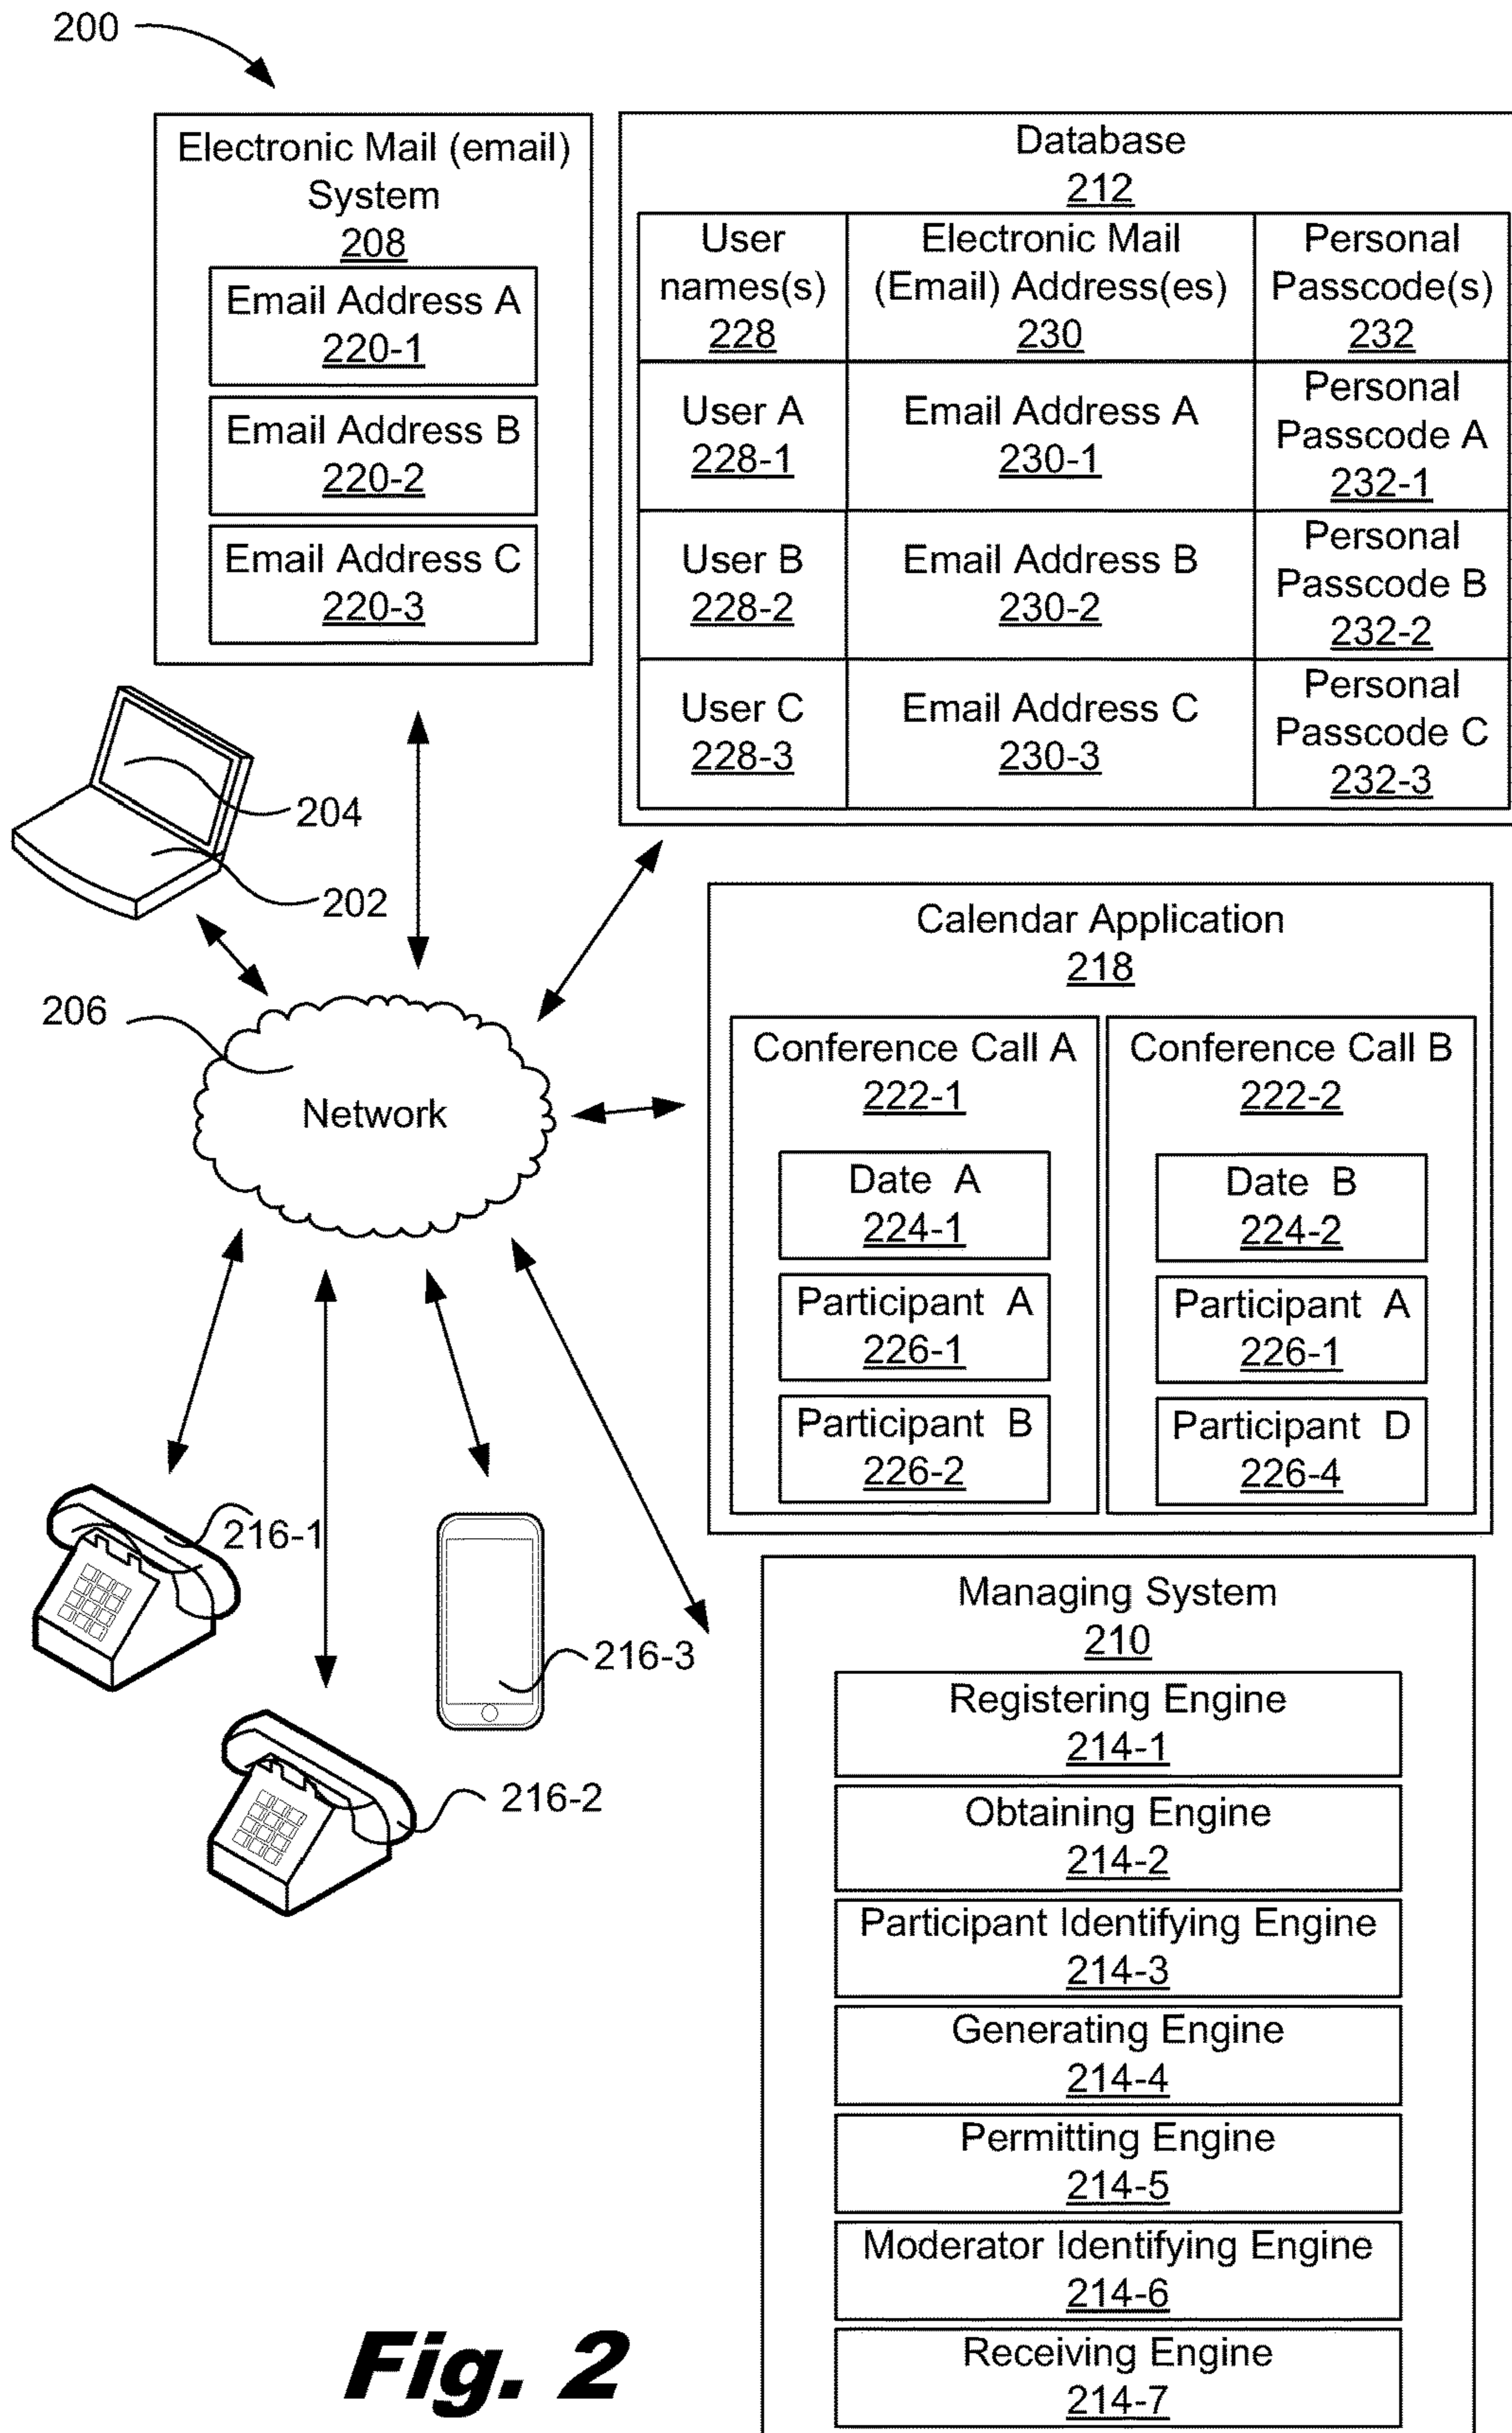 200
Electronic Mail (email)
System
208
Email Address A
220-1
Email Address B
220-2
Email Address C
220-3
Database
212
User
names(s)
228
Electronic Mail
(Email) Address(es)
230
Personal
Passcode(s)
232
User A
228-1
Email Address A
230-1
Personal
Passcode A
232-1
User B
228-2
Email Address B
230-2
Personal
Passcode B
232-2
User C
228-3
Email Address C
230-3
Personal
Passcode C
232-3
204
202
206
Network
Calendar Application
218
Conference Call A
222-1
Date A
224-1
Participant A
226-1
Participant B
226-2
Conference Call B
222-2
Date B
224-2
Participant A
226-1
Participant D
226-4
216-1
216-3
216-2
Managing System
210
Registering Engine
214-1
Obtaining Engine
214-2
Participant Identifying Engine
214-3
Generating Engine
214-4
Permitting Engine
214-5
Moderator Identifying Engine
214-6
Receiving Engine
214-7
Fig. 2